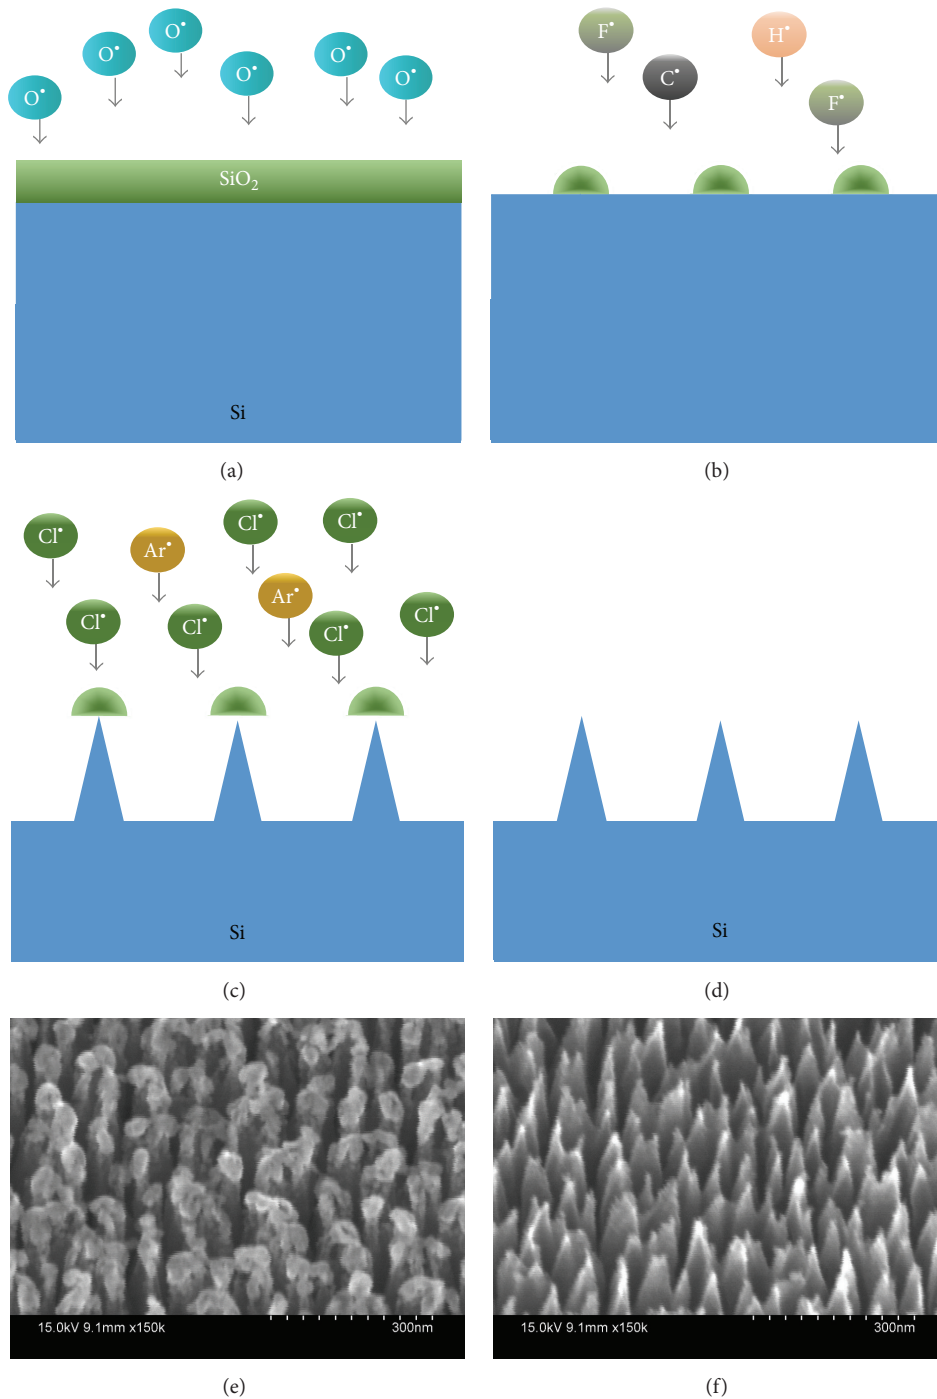 O• O• O• O• O• O•
SiO2
Si
(a)
F• C• H• F•
(b)
Cl• Ar• Cl• Cl•
Cl• Cl• Ar• Cl• Cl•
Si
(c)
Si
(d)
15.0kV 9.1mm x150k 300nm
(e)
15.0kV 9.1mm x150k 300nm
(f)